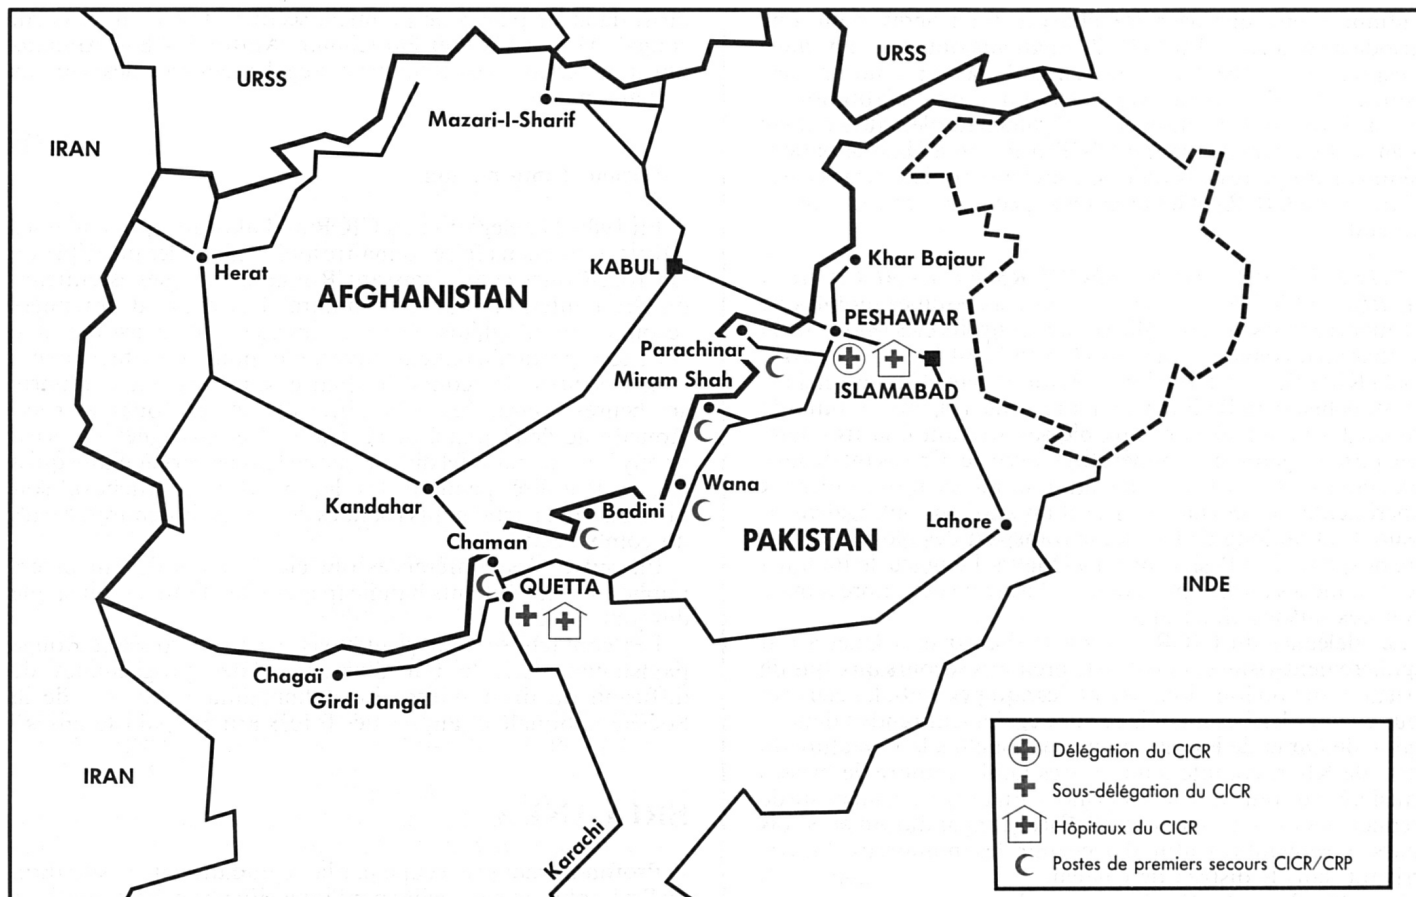 URSS
URSS
Mazari-I-Sharif
IRAN
Herat
KABUL
Khar Bajaur
AFGHANISTAN
PESHAWAR
Parachinar
Miram Shah
ISLAMABAD
Wana
Kandahar
Badini
Lahore
Chaman
PAKISTAN
QUETTA
INDE
Chagaï
Girdi Jangal
IRAN
Karachi
Délégation du CICR
Sous-délégation du CICR
Hôpitaux du CICR
Postes de premiers secours CICR/CRP